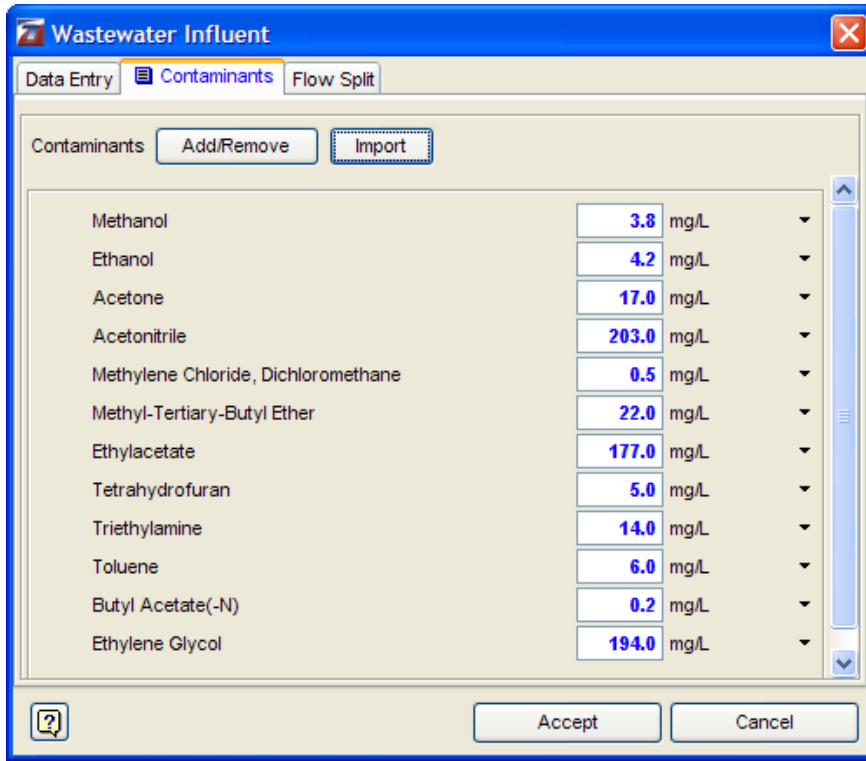 Wastewater Influent
Data Entry Contaminants Flow Split
Contaminants Add/Remove Import
Methanol 3.8 mg/L
Ethanol 4.2 mg/L
Acetone 17.0 mg/L
Acetonitrile 203.0 mg/L
Methylene Chloride, Dichloromethane 0.5 mg/L
Methyl-Tertiary-Butyl Ether 22.0 mg/L
Ethylacetate 177.0 mg/L
Tetrahydrofuran 5.0 mg/L
Triethylamine 14.0 mg/L
Toluene 6.0 mg/L
Butyl Acetate(-N) 0.2 mg/L
Ethylene Glycol 194.0 mg/L
? Accept Cancel